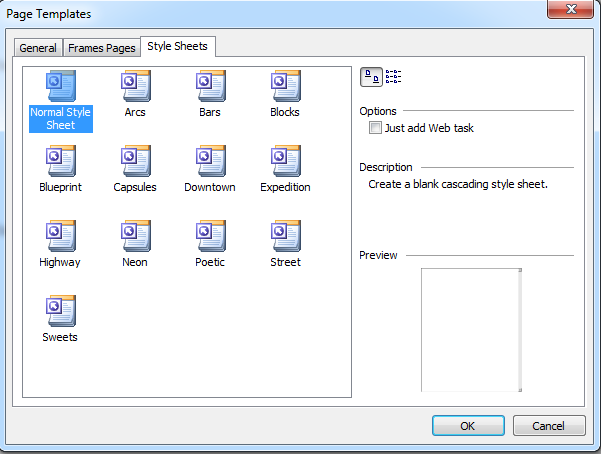 Page Templates
General
Frames Pages
Style Sheets
Normal Style
Sheet
Arcs
Bars
Blocks
Blueprint
Capsules
Downtown
Expedition
Highway
Neon
Poetic
Street
Sweets
Options
Just add Web task
Description
Create a blank cascading style sheet.
Preview
OK
Cancel